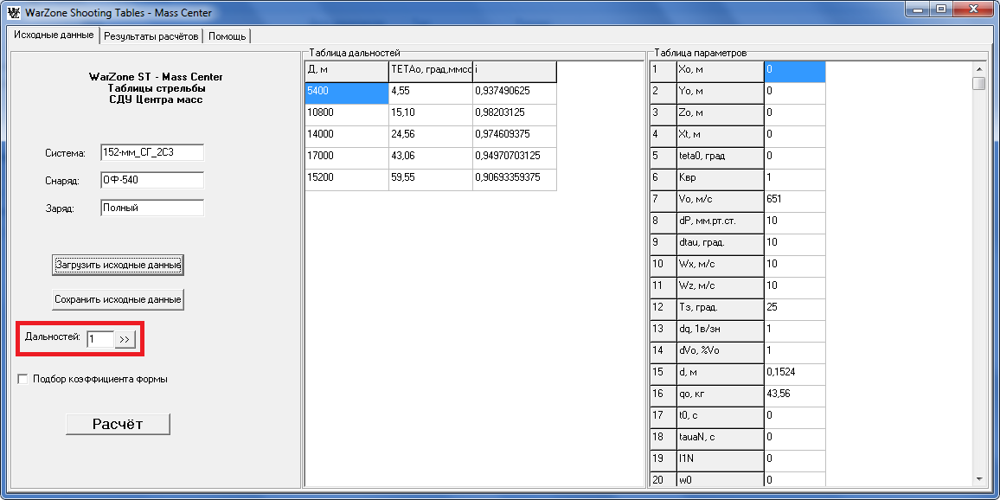 WarZone Shooting Tables - Mass Center
Исходные данные Результаты расчётов Помощь
WarZone ST - Mass Center
Таблицы стрельбы
СДУ Центра масс
Система: 152-мм_СГ_2С3
Снаряд: ОФ-540
Заряд: Полный
Загрузить исходные данные
Сохранить исходные данные
Дальностей: 1 >>
Подбор коэффициента формы
Расчёт
Таблица дальностей
Д, м TETAo, град,ммсс i
5400 4,55 0,937490625
10800 15,10 0,98203125
14000 24,56 0,974609375
17000 43,06 0,94970703125
15200 59,55 0,90693359375
Таблица параметров
1 Xo, м 0
2 Yo, м 0
3 Zo, м 0
4 Xt, м 0
5 teta0, град 0
6 Квр 1
7 Vo, м/с 651
8 dP, мм.рт.ст. 10
9 dtau, град. 10
10 Wx, м/с 10
11 Wz, м/с 10
12 Тз, град. 25
13 dq, 1в/зн 1
14 dVo, %Vo 1
15 d, м 0,1524
16 qo, кг 43,56
17 t0, с 0
18 tauaN, с 0
19 l1N 0
20 w0 0